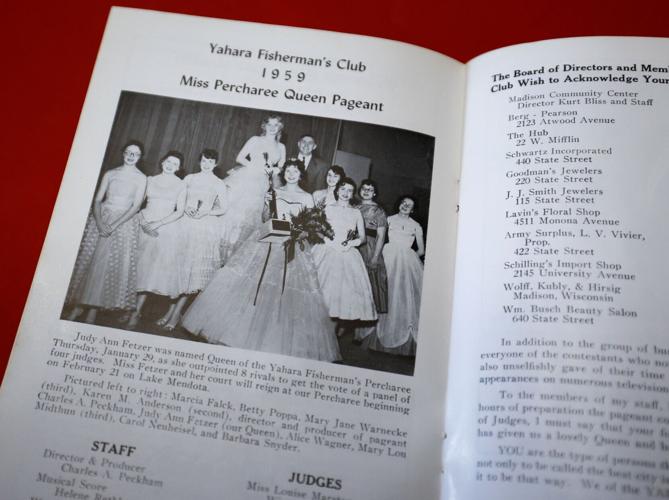 Yahara Fisherman's Club
1959
Miss Percharee Queen Pageant
Judy Ann Fetzer was named Queen of the Yahara Fisherman's Percharee
Thursday, January 29, as she outpointed 8 rivals to get the vote of a panel of
four judges. Miss Fetzer and her court will reign at our Percharee beginning
on February 21 on Lake Mendota.
Pictured left to right: Marcia Falck, Betty Poppa, Mary Jane Warnecke
(third), Karen M. Anderson (second), director and producer of pageant
Charles A. Peckham, Judy Ann Fetzer (our Queen), Alice Wagner, Mary Lou
Midthun (third), Carol Neuheisel, and Barbara Snyder.
STAFF
Director & Producer
Charles A. Peckham
Musical Score
Helene
JUDGES
Miss Louise
The Board of Directors and
Club Wish to Acknowledge Your
Madison Community Center
Director Kurt Bliss and Staff
Berg - Pearson
2123 Atwood Avenue
The Hub
22 W. Mifflin
Schwartz Incorporated
440 State Street
Goodman's Jewelers
220 State Street
J. J. Smith Jewelers
115 State Street
Lavin's Floral Shop
4511 Monona Avenue
Army Surplus, L. V. Vivier,
Prop.
422 State Street
Schilling's Import Shop
2145 University Avenue
Wolff, Kubly, & Hirsig
Madison, Wisconsin
Wm. Busch Beauty Salon
640 State Street
In addition to the group of
everyone of the contestants who
also unselfishly gave of their time
appearances on numerous television
To the members of my staff,
hours of preparation the pageant
of Judges, I must say that your
has given us a lovely Queen and
YOU are the type of persons
not only to be called the best city
it to be that way. We of the